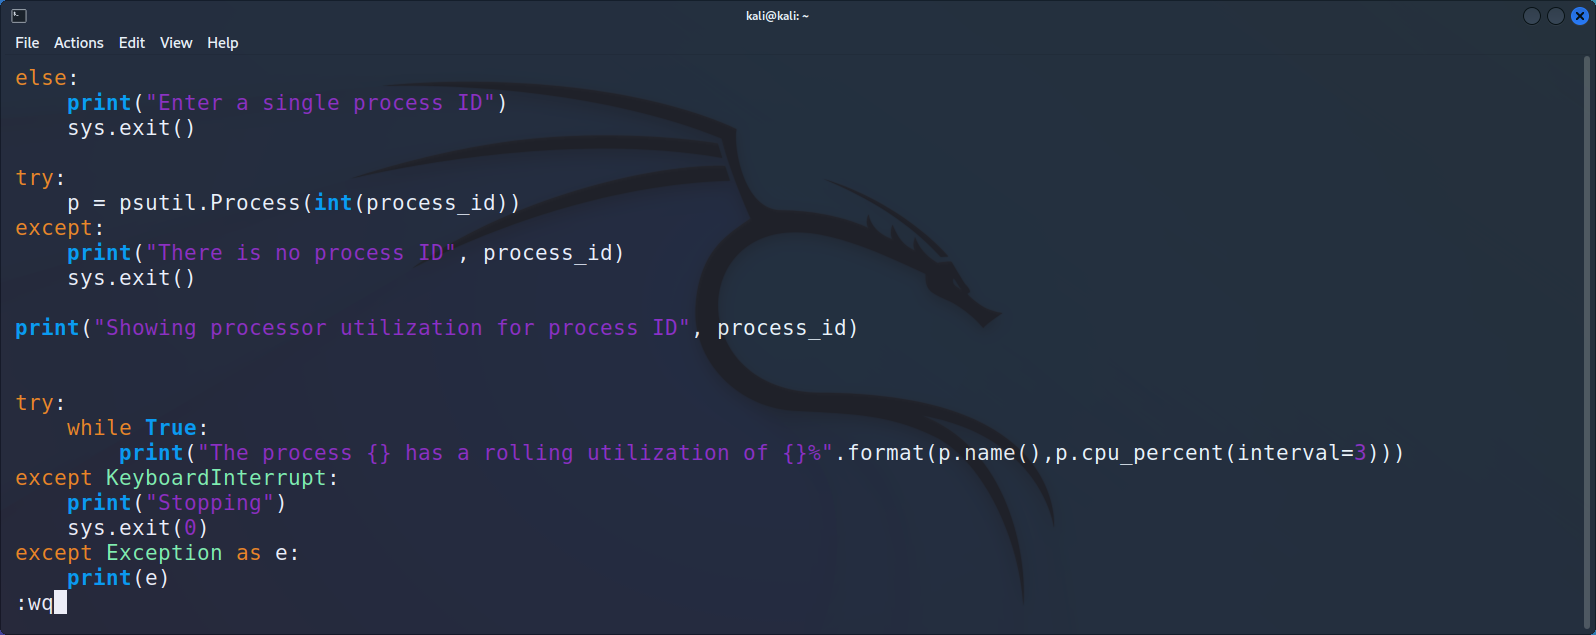 kali@kali: ~
File Actions Edit View Help
else:
    print("Enter a single process ID")
    sys.exit()

try:
    p = psutil.Process(int(process_id))
except:
    print("There is no process ID", process_id)
    sys.exit()

print("Showing processor utilization for process ID", process_id)


try:
    while True:
        print("The process {} has a rolling utilization of {}%".format(p.name(),p.cpu_percent(interval=3)))
except KeyboardInterrupt:
    print("Stopping")
    sys.exit(0)
except Exception as e:
    print(e)
:wq